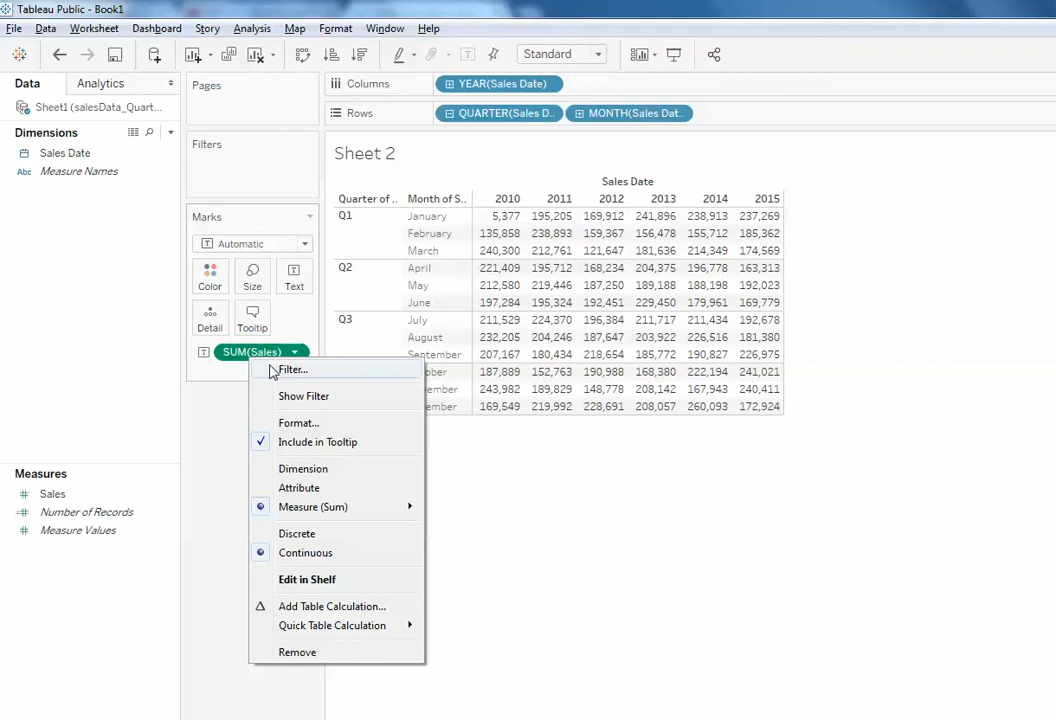 Tableau Public - Book1
File Data Worksheet Dashboard Story Analysis Map Format Window Help
Standard
Data Analytics
Pages
Columns YEAR(Sales Date)
Sheet1 (salesData_Quart...
Rows QUARTER(Sales D.. MONTH(Sales Dat..
Dimensions
Filters
Sales Date
Abc Measure Names
Sheet 2
Sales Date
Quarter of .. Month of S.. 2010 2011 2012 2013 2014 2015
Q1 January 5,377 195,205 169,912 241,896 238,913 237,269
February 135,858 238,893 159,367 156,478 155,712 185,362
March 240,300 212,761 121,647 181,636 214,349 174,569
Q2 April 221,409 195,712 168,234 204,375 196,778 163,313
May 212,580 219,446 187,250 189,188 188,198 192,023
June 197,284 195,324 192,451 229,450 179,961 169,779
Q3 July 211,529 224,370 196,384 211,717 211,434 192,678
August 232,205 204,246 187,647 234,531 226,566 181,380
September 207,167 180,434 218,654 185,772 190,827 226,975
ober 187,889 152,763 190,988 168,380 222,194 241,021
ember 243,982 189,829 148,778 208,142 167,943 240,411
ember 169,549 219,992 228,691 208,057 260,093 172,924
Marks
Automatic
Color Size Text
Detail Tooltip
SUM(Sales)
Filter...
Show Filter
Format...
Include in Tooltip
Dimension
Attribute
Measure (Sum)
Discrete
Continuous
Edit in Shelf
Add Table Calculation...
Quick Table Calculation
Remove
Measures
Sales
Number of Records
Measure Values